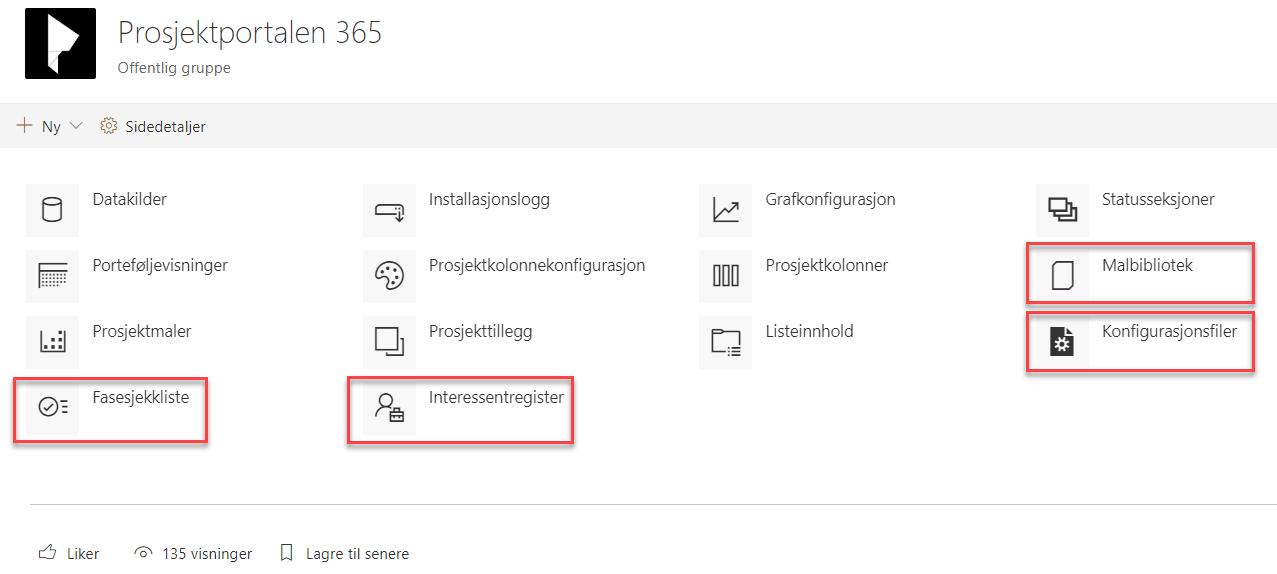 Prosjektportalen 365
Offentlig gruppe
Ny
Sidedetaljer
Datakilder
Installasjonslogg
Grafkonfigurasjon
Statusseksjoner
Porteføljevisninger
Prosjektkolonnekonfigurasjon
Prosjektkolonner
Malbibliotek
Prosjektmaler
Prosjekttillegg
Listeinnhold
Konfigurasjonsfiler
Fasesjekkliste
Interessentregister
Liker
135 visninger
Lagre til senere